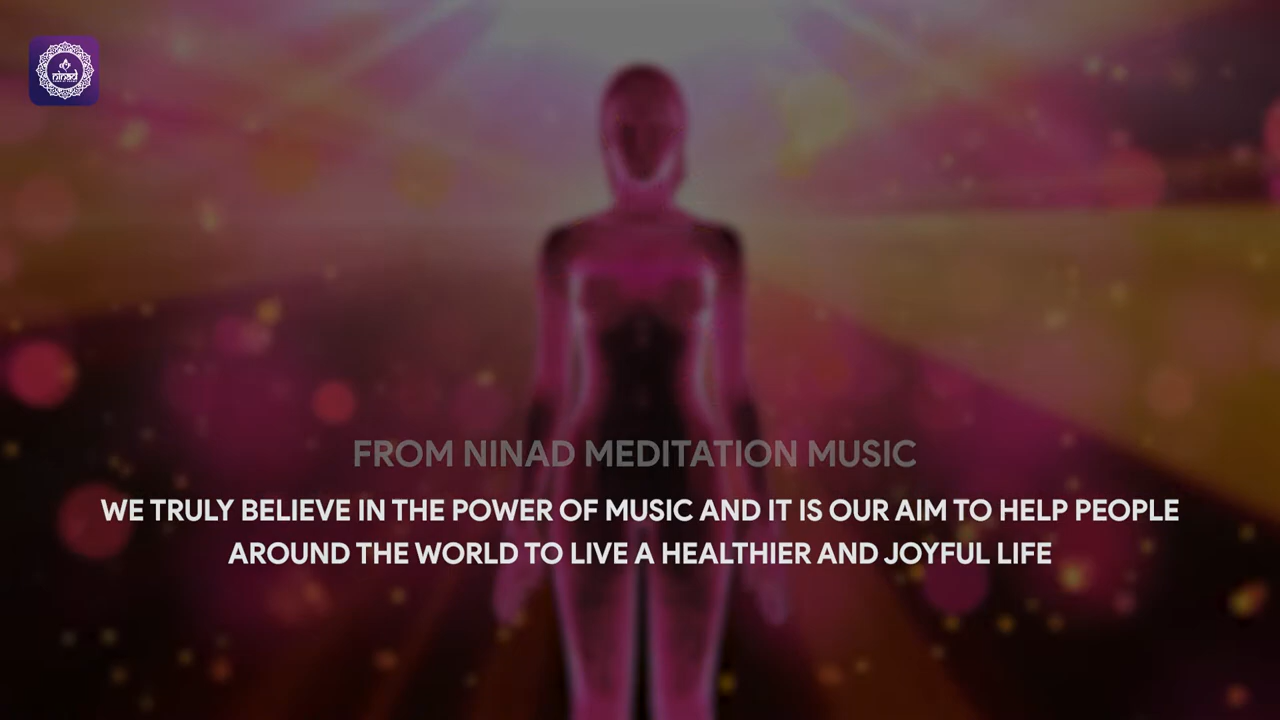 ninad
FROM NINAD MEDITATION MUSIC
WE TRULY BELIEVE IN THE POWER OF MUSIC AND IT IS OUR AIM TO HELP PEOPLE
AROUND THE WORLD TO LIVE A HEALTHIER AND JOYFUL LIFE